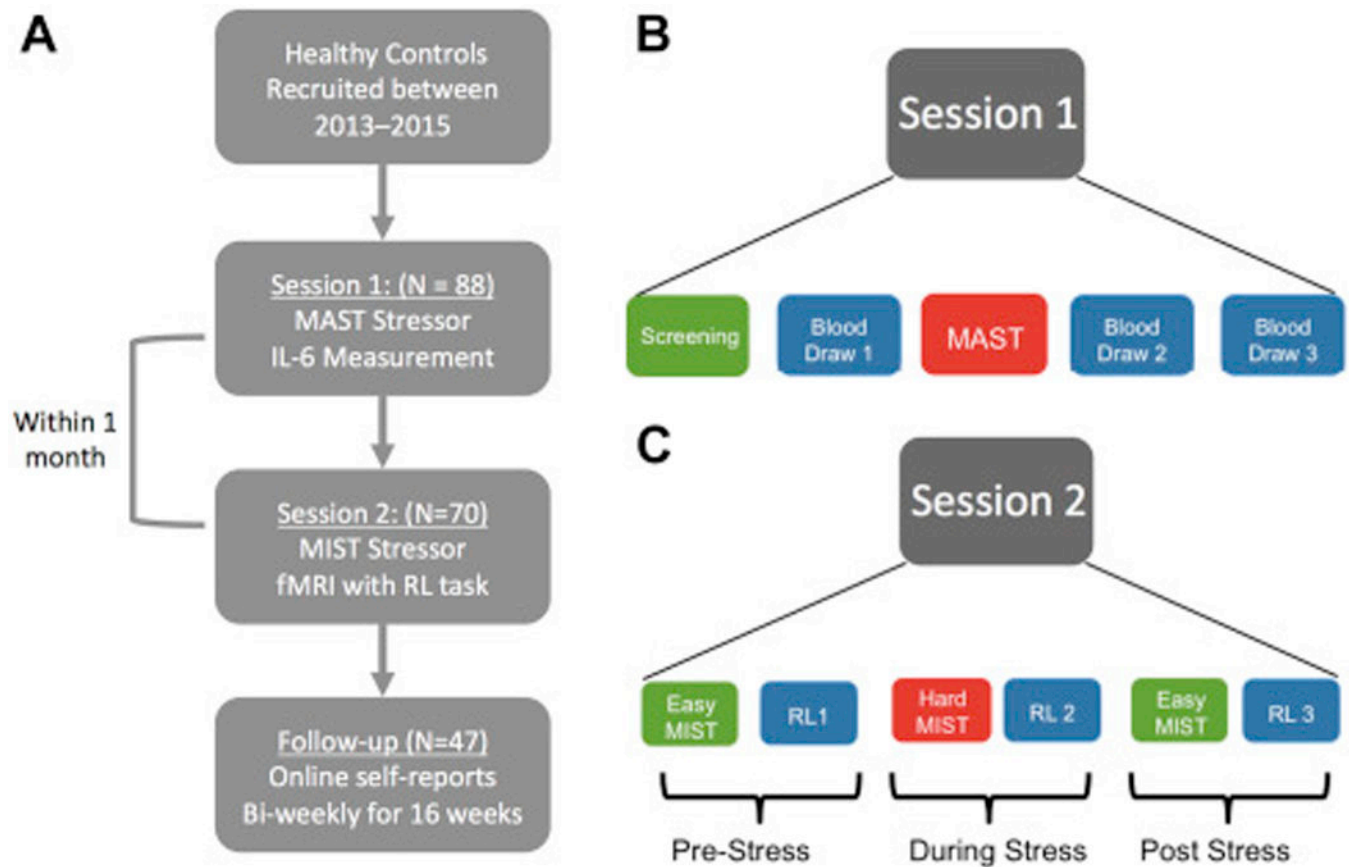 A
Healthy Controls
Recruited between
2013–2015
Session 1: (N = 88)
MAST Stressor
IL-6 Measurement
Within 1
month
Session 2: (N=70)
MIST Stressor
fMRI with RL task
Follow-up (N=47)
Online self-reports
Bi-weekly for 16 weeks
B
Session 1
Screening
Blood
Draw 1
MAST
Blood
Draw 2
Blood
Draw 3
C
Session 2
Easy
MIST
RL1
Hard
MIST
RL 2
Easy
MIST
RL 3
Pre-Stress
During Stress
Post Stress